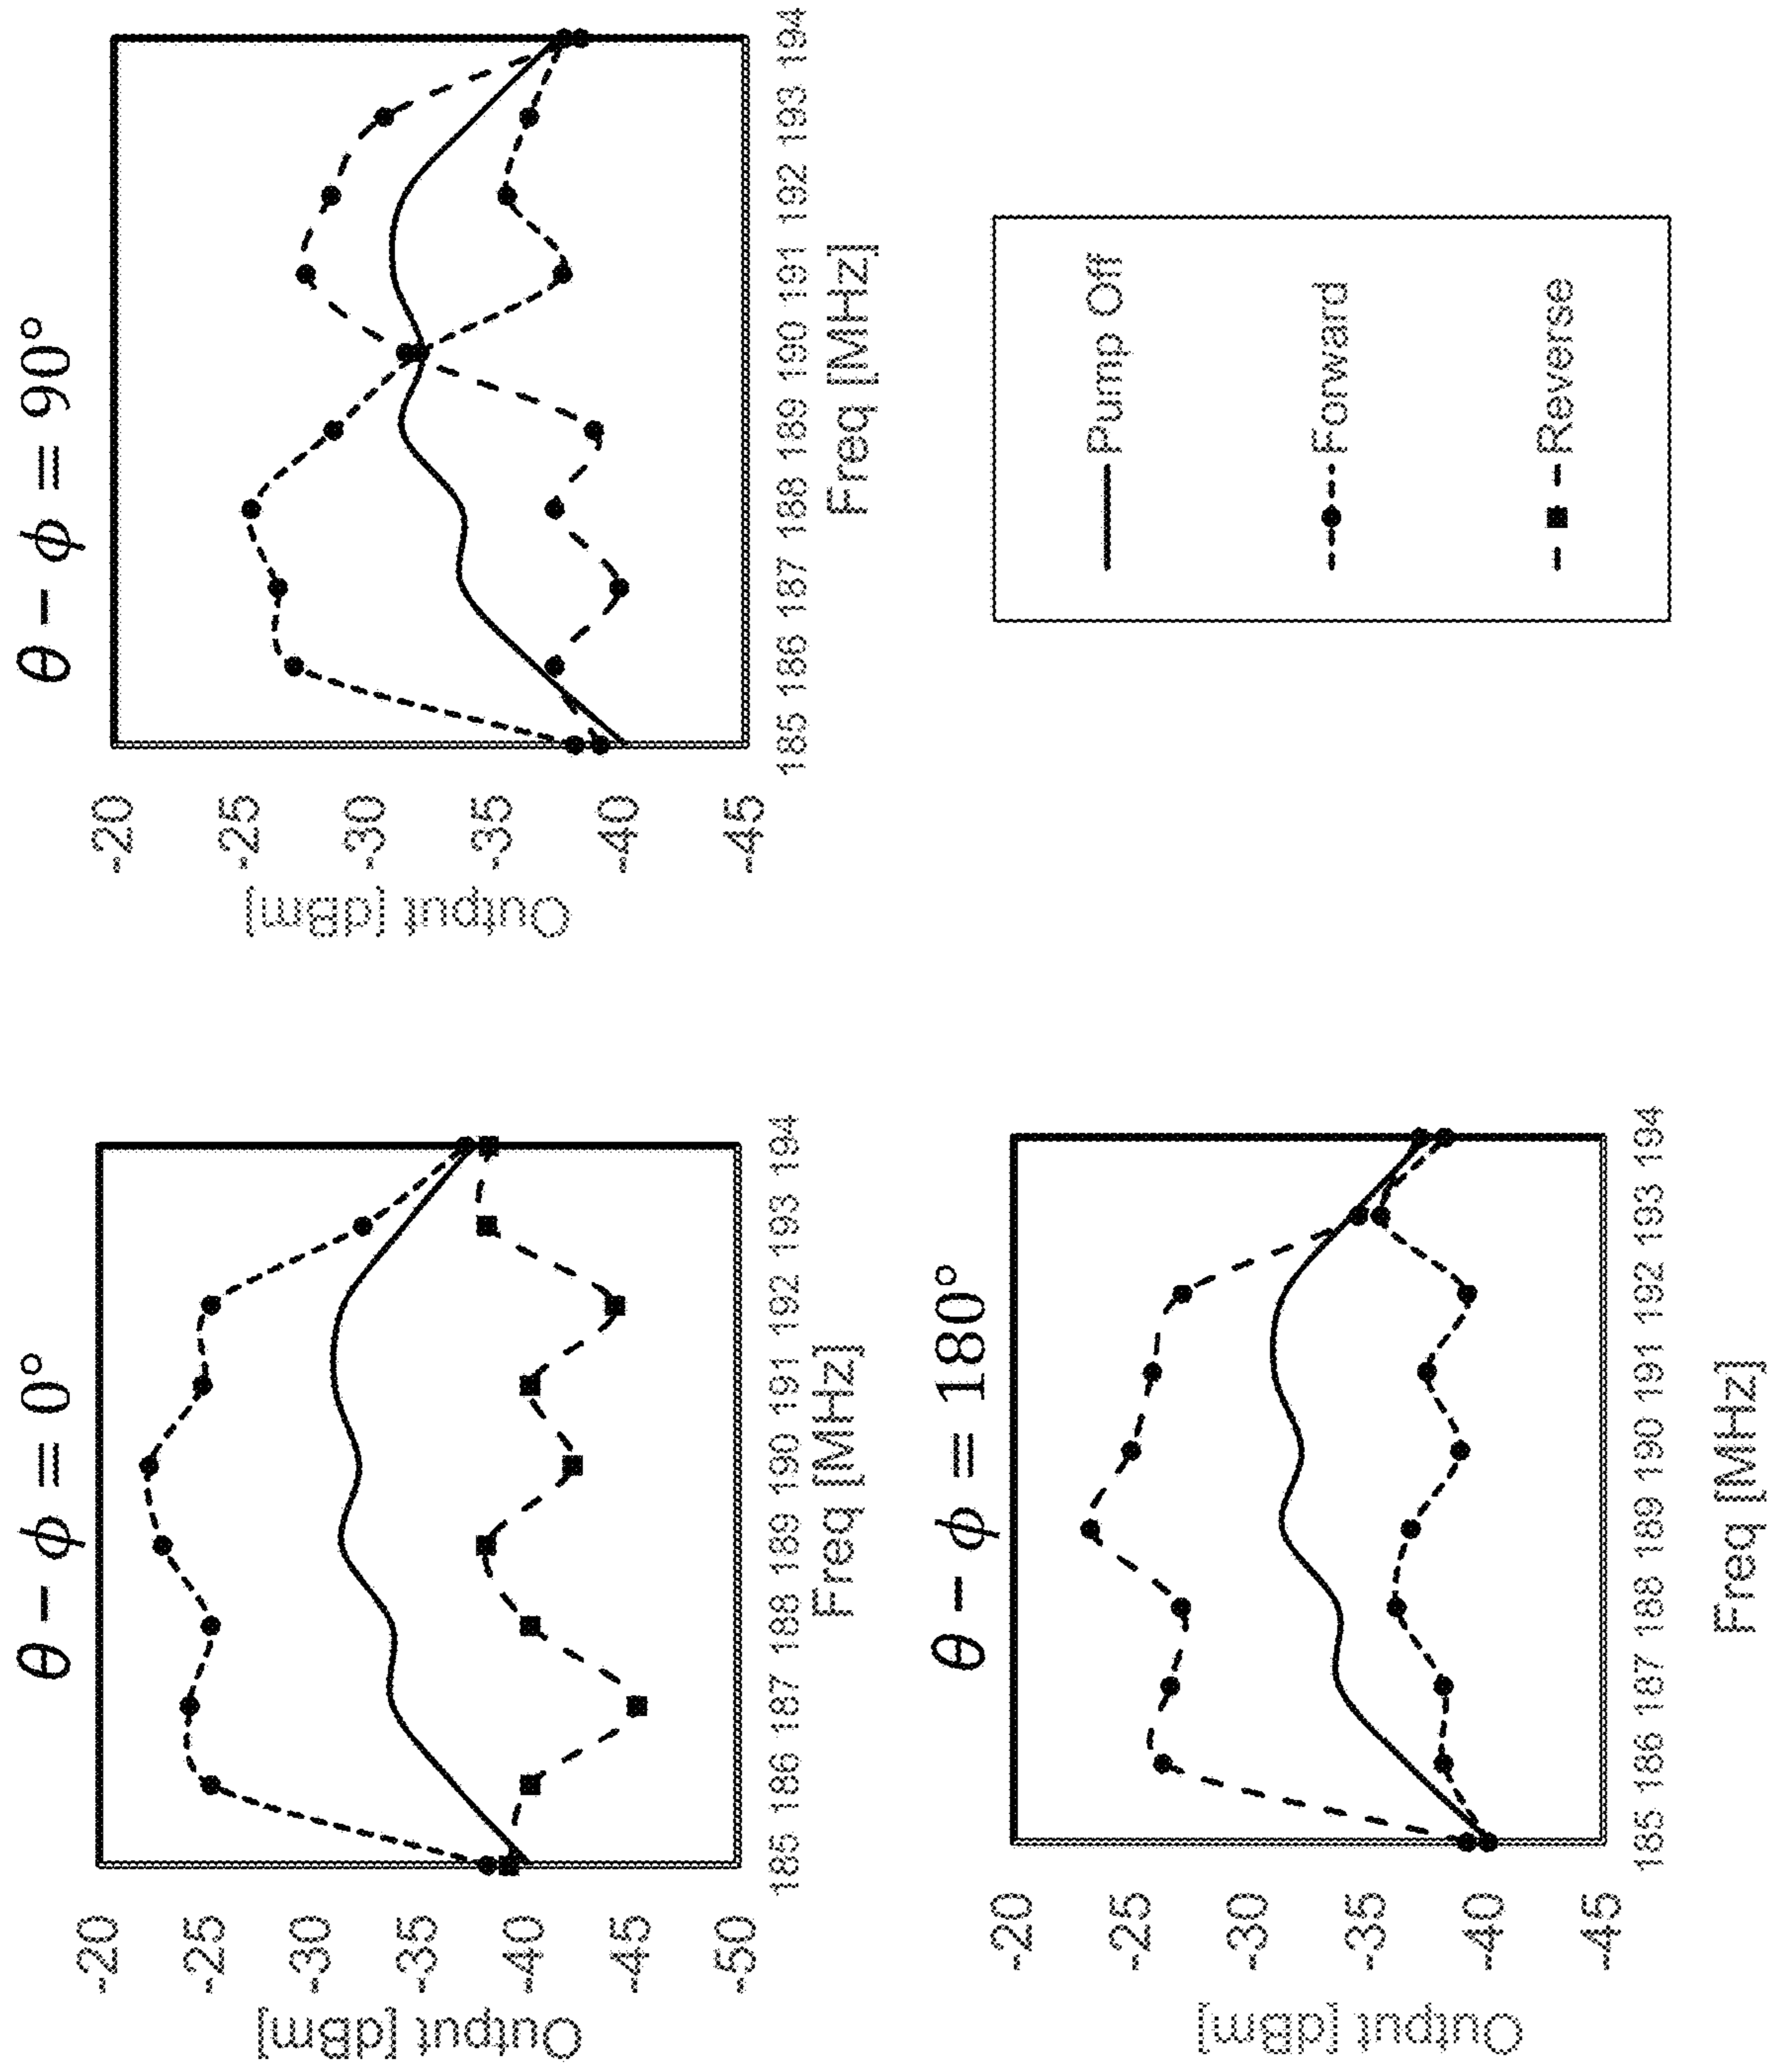 θ − ϕ = 0°
Output [dBm]
-20
-25
-30
-35
-40
-45
-50
185 186 187 188 189 190 191 192 193 194
Freq [MHz]
θ − ϕ = 90°
Output [dBm]
-20
-25
-30
-35
-40
-45
185 186 187 188 189 190 191 192 193 194
Freq [MHz]
θ − ϕ = 180°
Output [dBm]
-20
-25
-30
-35
-40
-45
185 186 187 188 189 190 191 192 193 194
Freq [MHz]
Pump Off
Forward
Reverse